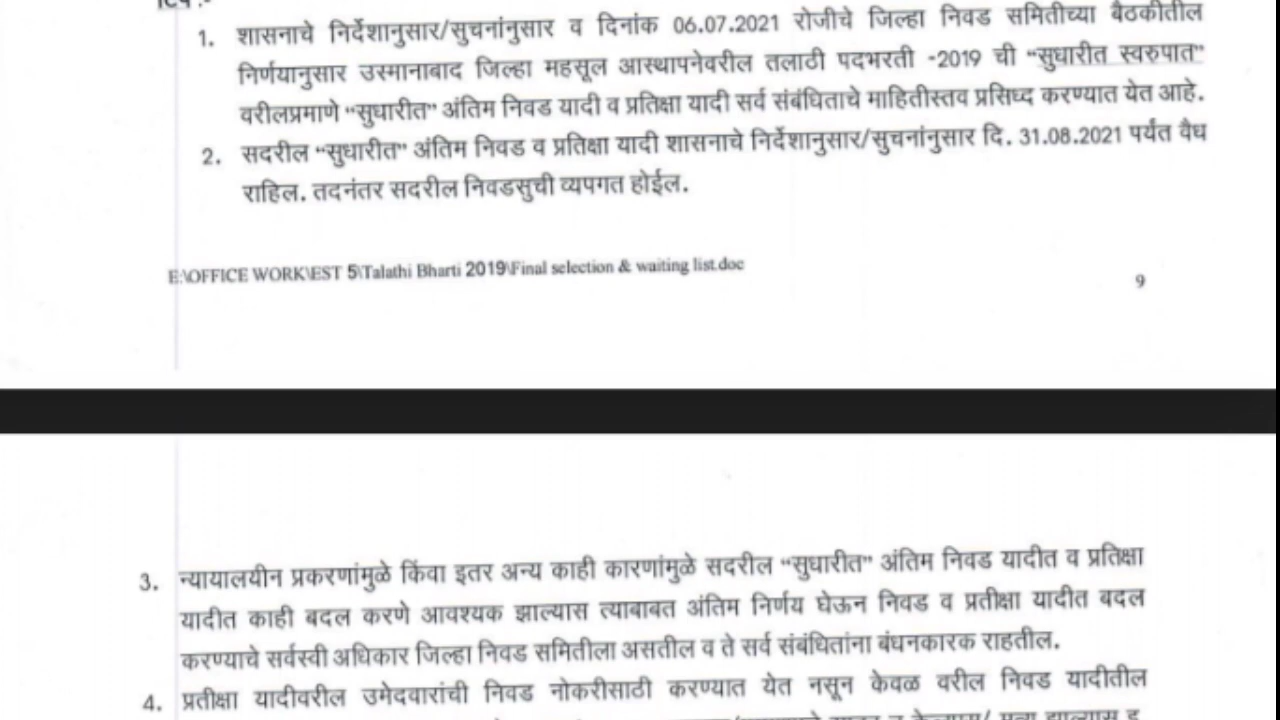 टिप :-
1. शासनाचे निर्देशानुसार/सुचनांनुसार व दिनांक 06.07.2021 रोजीचे जिल्हा निवड समितीच्या बैठकीतील
निर्णयानुसार उस्मानाबाद जिल्हा महसूल आस्थापनेवरील तलाठी पदभरती -2019 ची “सुधारीत स्वरुपात”
वरीलप्रमाणे “सुधारीत” अंतिम निवड यादी व प्रतिक्षा यादी सर्व संबंधिताचे माहितीस्तव प्रसिध्द करण्यात येत आहे.
2. सदरील “सुधारीत” अंतिम निवड व प्रतिक्षा यादी शासनाचे निर्देशानुसार/सुचनांनुसार दि. 31.08.2021 पर्यंत वैध
राहिल. तदनंतर सदरील निवडसुची व्यपगत होईल.
E:\OFFICE WORK\EST 5\Talathi Bharti 2019\Final selection & waiting list.doc
9
3. न्यायालयीन प्रकरणांमुळे किंवा इतर अन्य काही कारणांमुळे सदरील “सुधारीत” अंतिम निवड यादीत व प्रतिक्षा
यादीत काही बदल करणे आवश्यक झाल्यास त्याबाबत अंतिम निर्णय घेऊन निवड व प्रतीक्षा यादीत बदल
करण्याचे सर्वस्वी अधिकार जिल्हा निवड समितीला असतील व ते सर्व संबंधितांना बंधनकारक राहतील.
4. प्रतीक्षा यादीवरील उमेदवारांची निवड नोकरीसाठी करण्यात येत नसून केवळ वरील निवड यादीतील